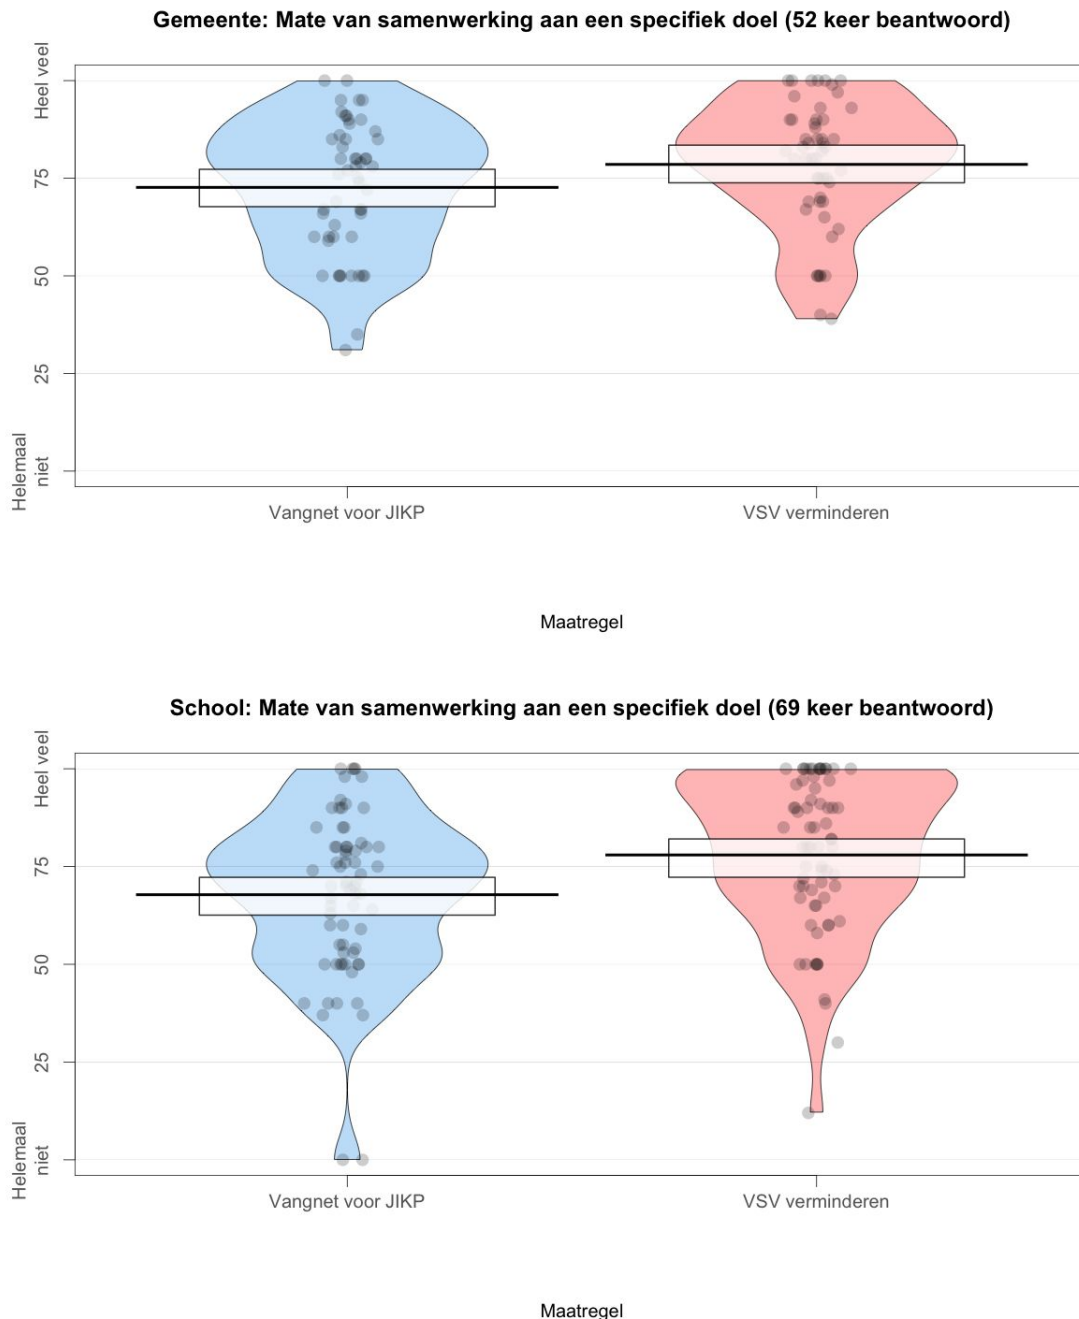 Gemeente: Mate van samenwerking aan een specifiek doel (52 keer beantwoord)
Heel veel
75
50
25
Helemaal
niet
Vangnet voor JIKP
VSV verminderen
Maatregel
School: Mate van samenwerking aan een specifiek doel (69 keer beantwoord)
Heel veel
75
50
25
Helemaal
niet
Vangnet voor JIKP
VSV verminderen
Maatregel